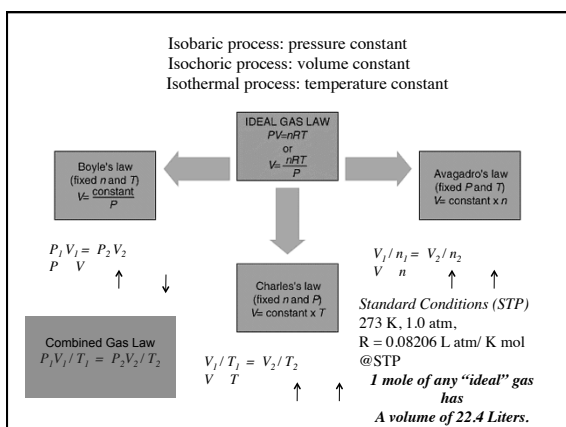 Isobaric process: pressure constant
Isochoric process: volume constant
Isothermal process: temperature constant
IDEAL GAS LAW
PV=nRT
or
V= nRT/P
Boyle's law
(fixed n and T)
V= constant/P
Avagadro's law
(fixed P and T)
V= constant x n
P₁V₁ = P₂V₂
P V
↑ ↓
Charle's law
(fixed n and P)
V= constant x T
V₁/n₁ = V₂/n₂
V n
↑ ↑
Combined Gas Law
P₁V₁/T₁ = P₂V₂/T₂
V₁/T₁ = V₂/T₂
V T
↑ ↑
Standard Conditions (STP)
273 K, 1.0 atm,
R = 0.08206 L atm/ K mol
@STP
1 mole of any “ideal” gas
has
A volume of 22.4 Liters.